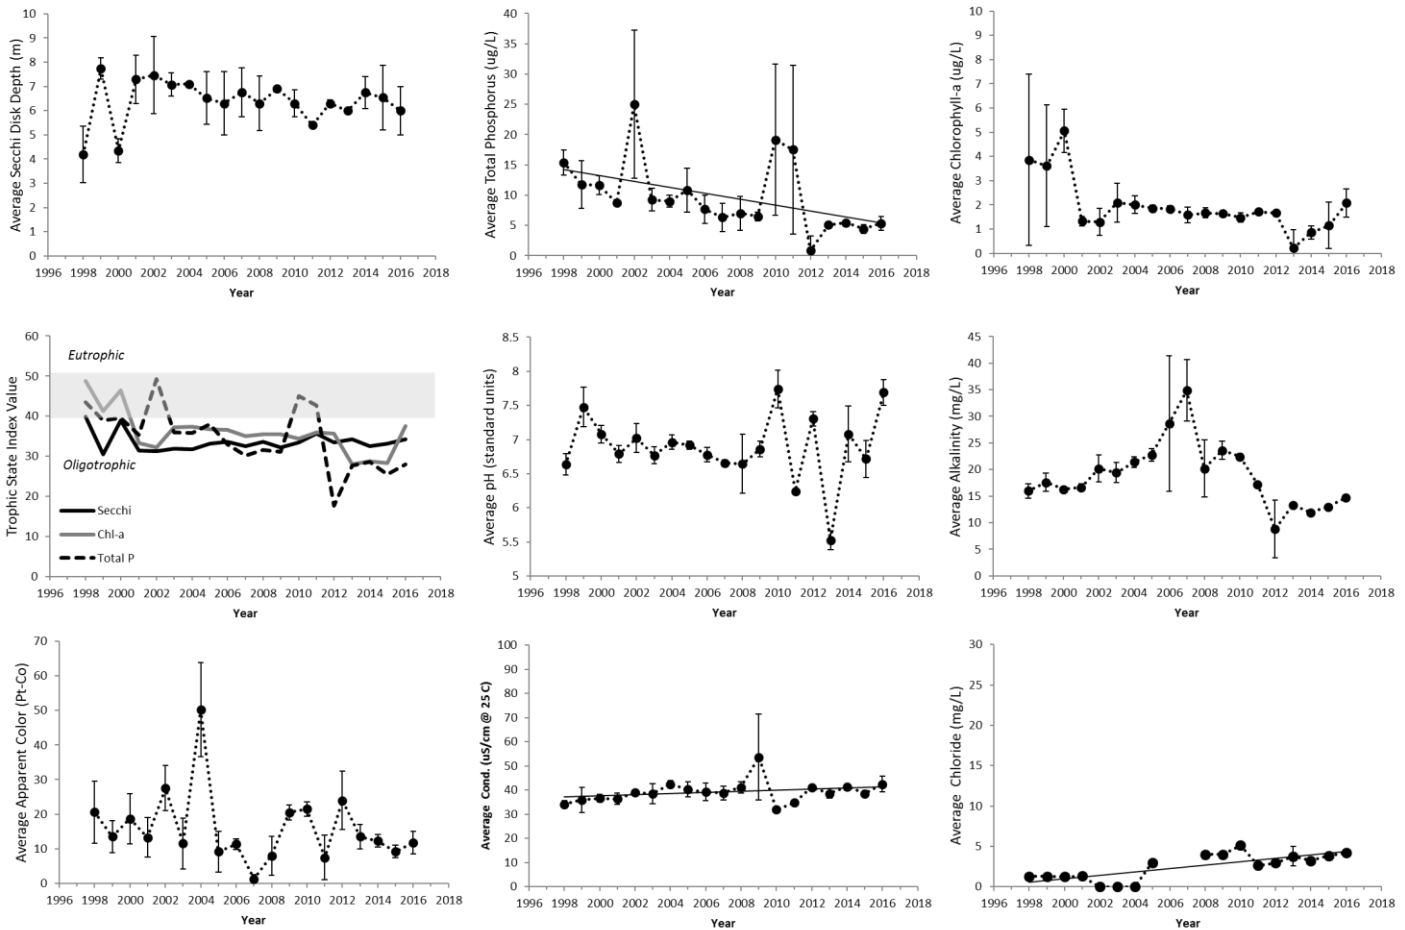 Average Secchi Disk Depth (m)
10
9
8
7
6
5
4
3
2
1
0
1996 1998 2000 2002 2004 2006 2008 2010 2012 2014 2016 2018
Year
Average Total Phosphorus (ug/L)
40
35
30
25
20
15
10
5
0
1996 1998 2000 2002 2004 2006 2008 2010 2012 2014 2016 2018
Year
Average Chlorophyll-a (ug/L)
10
9
8
7
6
5
4
3
2
1
0
1996 1998 2000 2002 2004 2006 2008 2010 2012 2014 2016 2018
Year
Trophic State Index Value
60
50
40
30
20
10
0
Eutrophic
Oligotrophic
Secchi
Chl-a
Total P
1996 1998 2000 2002 2004 2006 2008 2010 2012 2014 2016 2018
Year
Average pH (standard units)
8.5
8
7.5
7
6.5
6
5.5
5
1996 1998 2000 2002 2004 2006 2008 2010 2012 2014 2016 2018
Year
Average Alkalinity (mg/L)
45
40
35
30
25
20
15
10
5
0
1996 1998 2000 2002 2004 2006 2008 2010 2012 2014 2016 2018
Year
Average Apparent Color (Pt-Co)
70
60
50
40
30
20
10
0
1996 1998 2000 2002 2004 2006 2008 2010 2012 2014 2016 2018
Year
Average Cond. (uS/cm @ 25 C)
100
90
80
70
60
50
40
30
20
10
0
1996 1998 2000 2002 2004 2006 2008 2010 2012 2014 2016 2018
Year
Average Chloride (mg/L)
30
25
20
15
10
5
0
1996 1998 2000 2002 2004 2006 2008 2010 2012 2014 2016 2018
Year